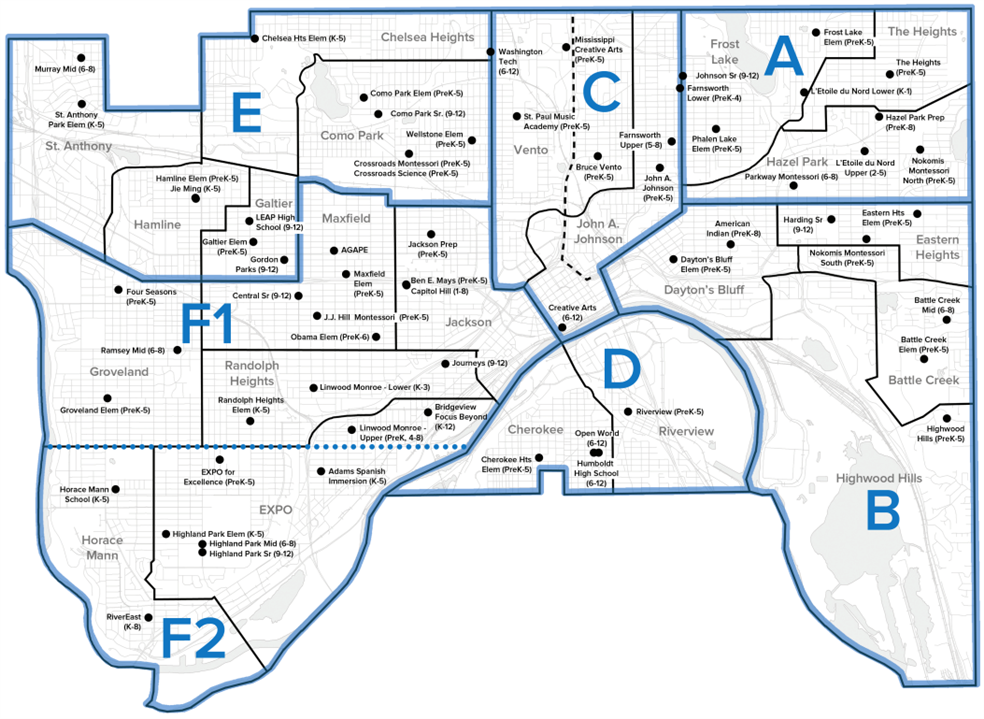 Chelsea Hts Elem (K-5)
Chelsea Heights
Murray Mid (6-8)
St. Anthony
Park Elem (K-5)
St. Anthony
E
Como Park Elem (PreK-5)
Como Park Sr. (9-12)
Como Park
Wellstone Elem
(PreK-5)
Crossroads Montessori (PreK-5)
Crossroads Science (PreK-5)
Hamline Elem (PreK-5)
Jie Ming (K-5)
Hamline
Galtier
LEAP High
School (9-12)
Galtier Elem
(PreK-5)
Gordon
Parks (9-12)
Washington
Tech
(6-12)
Mississippi
Creative Arts
(PreK-5)
C
St. Paul Music
Academy (PreK-5)
Vento
Farnsworth
Upper (5-8)
Bruce Vento
(PreK-5)
John A.
Johnson
(PreK-5)
John A.
Johnson
Creative Arts
(6-12)
Frost
Lake
A
Frost Lake
Elem (PreK-5)
The Heights
The Heights
(PreK-5)
Johnson Sr (9-12)
Farnsworth
Lower (PreK-4)
L'Etoile du Nord Lower (K-1)
Hazel Park Prep
(PreK-8)
Phalen Lake
Elem (PreK-5)
Hazel Park
L'Etoile du Nord
Upper (2-5)
Nokomis
Montessori
North (PreK-5)
Parkway Montessori (6-8)
American
Indian (PreK-8)
Harding Sr
(9-12)
Eastern Hts
Elem (PreK-5)
Nokomis Montessori
South (PreK-5)
Eastern
Heights
Dayton's Bluff
Elem (PreK-5)
Dayton's Bluff
Battle Creek
Mid (6-8)
Battle Creek
Elem (PreK-5)
Battle Creek
Highwood
Hills (PreK-5)
Highwood Hills
B
Maxfield
AGAPE
Maxfield
Elem
(PreK-5)
Jackson Prep
(PreK-5)
Ben E. Mays (PreK-5)
Capitol Hill (1-8)
Central Sr (9-12)
J.J. Hill Montessori (PreK-5)
Jackson
Obama Elem (PreK-6)
Four Seasons
(PreK-5)
F1
Ramsey Mid (6-8)
Groveland
Groveland Elem (PreK-5)
Randolph
Heights
Journeys (9-12)
Linwood Monroe - Lower (K-3)
Randolph Heights
Elem (K-5)
Bridgeview
Focus Beyond
(K-12)
Linwood Monroe -
Upper (PreK, 4-8)
D
Riverview (PreK-5)
Riverview
Cherokee
Open World
(6-12)
Cherokee Hts
Elem (PreK-5)
Humboldt
High School
(6-12)
EXPO for
Excellence (PreK-5)
Adams Spanish
Immersion (K-5)
Horace Mann
School (K-5)
EXPO
Highland Park Elem (K-5)
Highland Park Mid (6-8)
Highland Park Sr (9-12)
Horace
Mann
RiverEast
(K-8)
F2